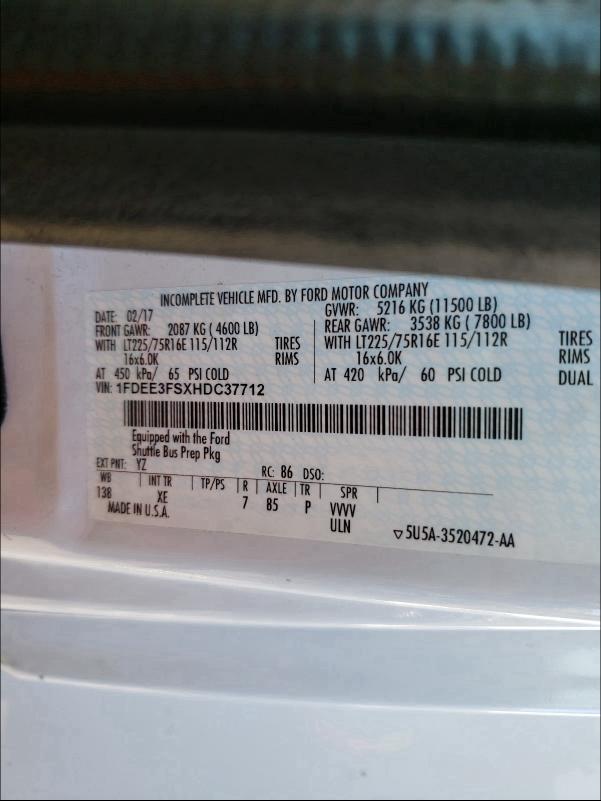 INCOMPLETE VEHICLE MFD. BY FORD MOTOR COMPANY
DATE: 02/17 GVWR: 5216 KG (11500 LB)
FRONT GAWR: 2087 KG ( 4600 LB) REAR GAWR: 3538 KG ( 7800 LB)
WITH LT225/75R16E 115/112R TIRES WITH LT225/75R16E 115/112R TIRES
16x6.0K RIMS 16x6.0K RIMS
AT 450 kPa/ 65 PSI COLD AT 420 kPa/ 60 PSI COLD DUAL
VIN: 1FDEE3FSXHDC37712
Equipped with the Ford
Shuttle Bus Prep Pkg
EXT PNT: YZ RC: 86 DSO:
WB INT TR TP/PS R AXLE TR SPR
138 XE 7 85 P VVVV
MADE IN U.S.A. ULN ▽5U5A-3520472-AA